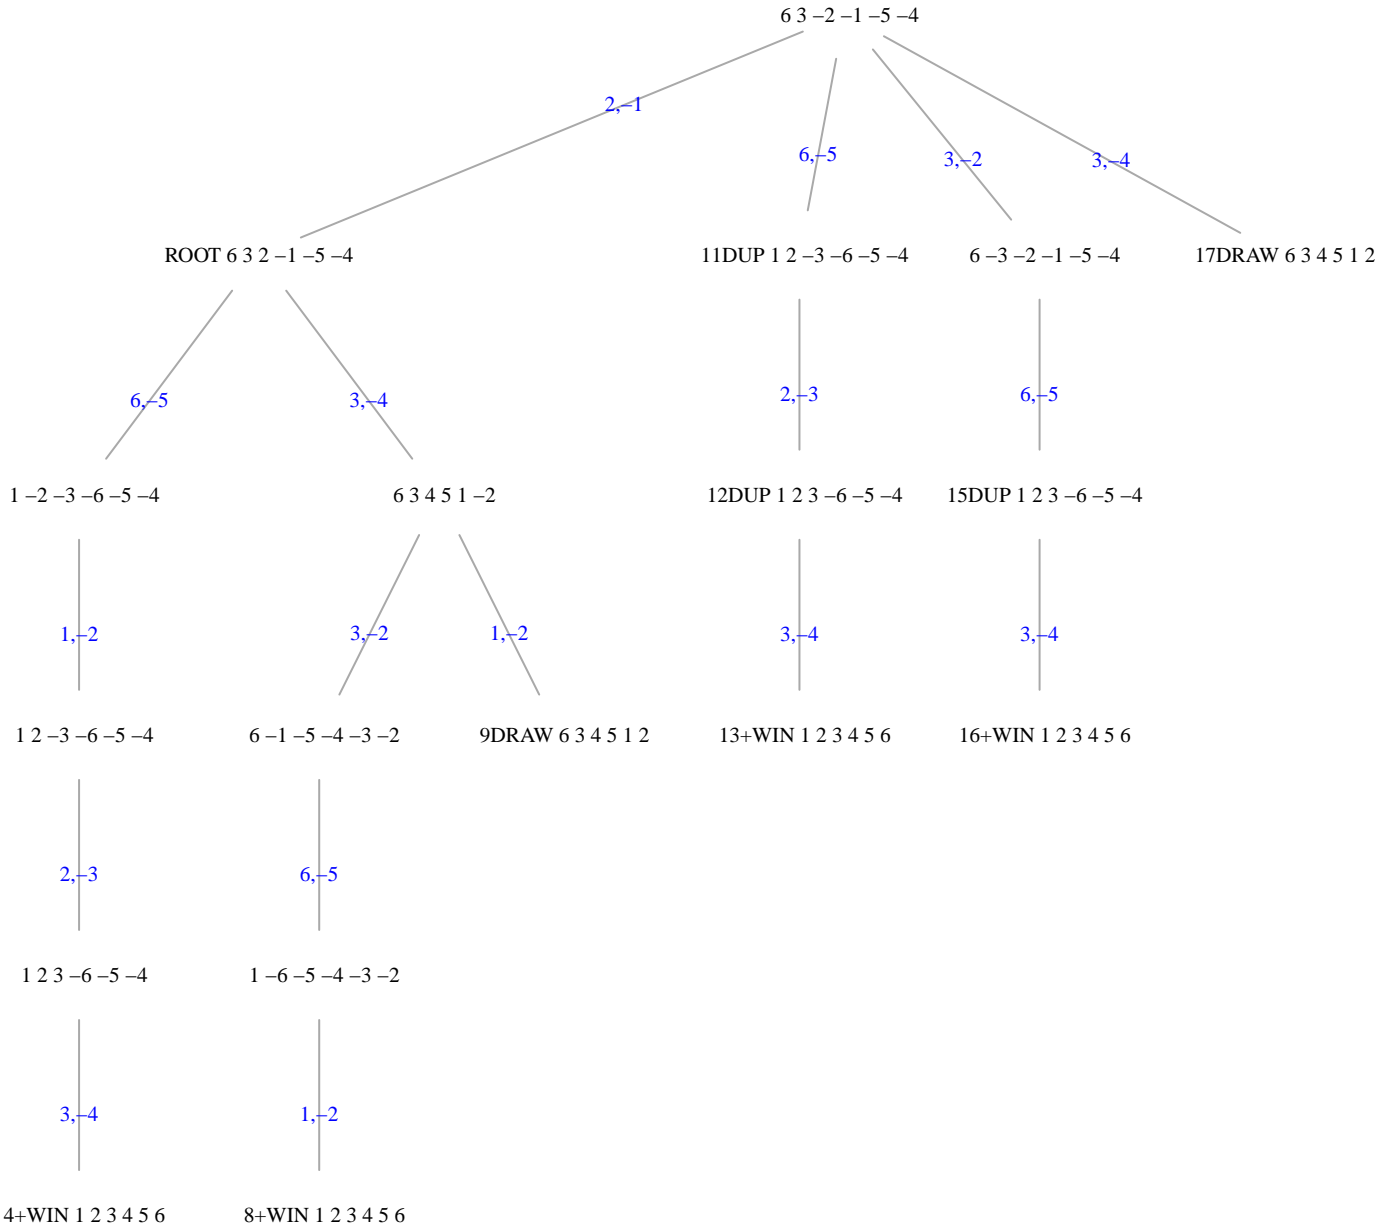 6 3 –2 –1 –5 –4
2,–1
6,–5
3,–2
3,–4
ROOT 6 3 2 –1 –5 –4
11DUP 1 2 –3 –6 –5 –4
6 –3 –2 –1 –5 –4
17DRAW 6 3 4 5 1 2
6,–5
3,–4
2,–3
6,–5
1 –2 –3 –6 –5 –4
6 3 4 5 1 –2
12DUP 1 2 3 –6 –5 –4
15DUP 1 2 3 –6 –5 –4
1,–2
3,–2
1,–2
3,–4
3,–4
1 2 –3 –6 –5 –4
6 –1 –5 –4 –3 –2
9DRAW 6 3 4 5 1 2
13+WIN 1 2 3 4 5 6
16+WIN 1 2 3 4 5 6
2,–3
6,–5
1 2 3 –6 –5 –4
1 –6 –5 –4 –3 –2
3,–4
1,–2
4+WIN 1 2 3 4 5 6
8+WIN 1 2 3 4 5 6